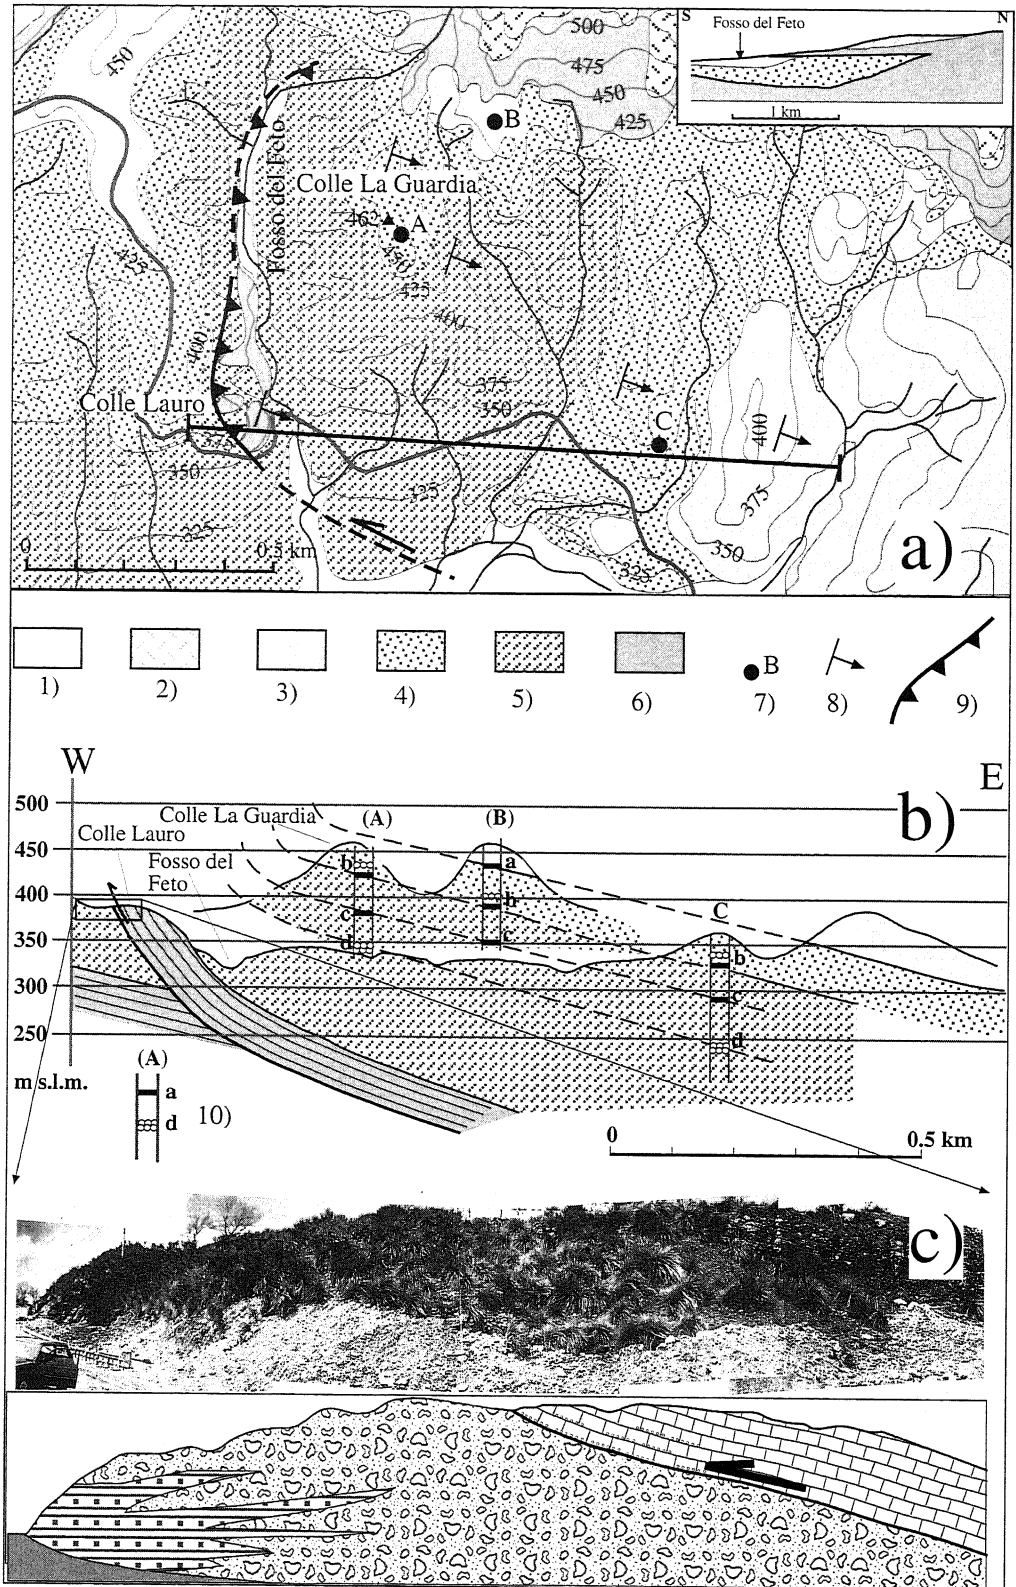 S
Fosso del Feto
N
1 km
450
500
475
450
425
B
Colle La Guardia
Fosso del Feto
462
A
450
425
425
400
400
375
350
Colle Lauro
375
350
C
400
375
325
325
350
325
0
0.5 km
a)
B
1)
2)
3)
4)
5)
6)
7)
8)
9)
W
E
b)
500
450
400
350
300
250
m s.l.m.
Colle La Guardia
(A)
(B)
Colle Lauro
Fosso del
Feto
C
b
c
d
a
b
c
b
c
d
(A)
a
d
10)
0
0.5 km
c)